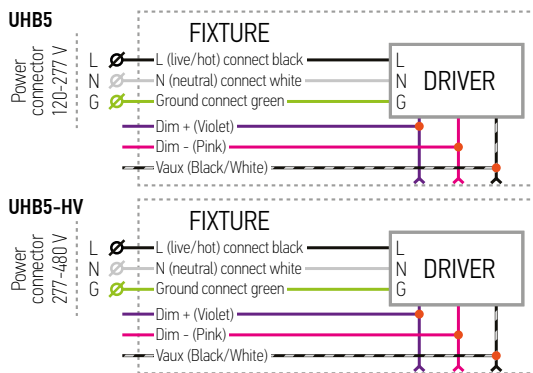 UHB5
FIXTURE
Power connector 120-277 V
L L (live/hot) connect black L
N N (neutral) connect white N
G Ground connect green G
DRIVER
Dim + (Violet)
Dim - (Pink)
Vaux (Black/White)
UHB5-HV
FIXTURE
Power connector 277-480 V
L L (live/hot) connect black L
N N (neutral) connect white N
G Ground connect green G
DRIVER
Dim + (Violet)
Dim - (Pink)
Vaux (Black/White)